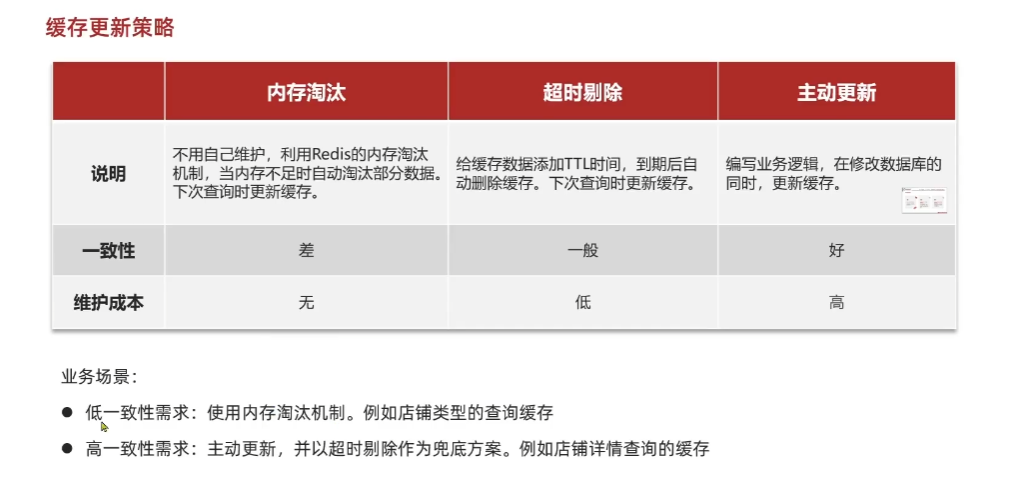 缓存更新策略
内存淘汰 超时剔除 主动更新
说明
不用自己维护，利用Redis的内存淘汰
机制，当内存不足时自动淘汰部分数据。
下次查询时更新缓存。
给缓存数据添加TTL时间，到期后自
动删除缓存。下次查询时更新缓存。
编写业务逻辑，在修改数据库的
同时，更新缓存。
一致性 差 一般 好
维护成本 无 低 高
业务场景：
● 低一致性需求：使用内存淘汰机制。例如店铺类型的查询缓存
● 高一致性需求：主动更新，并以超时剔除作为兜底方案。例如店铺详情查询的缓存